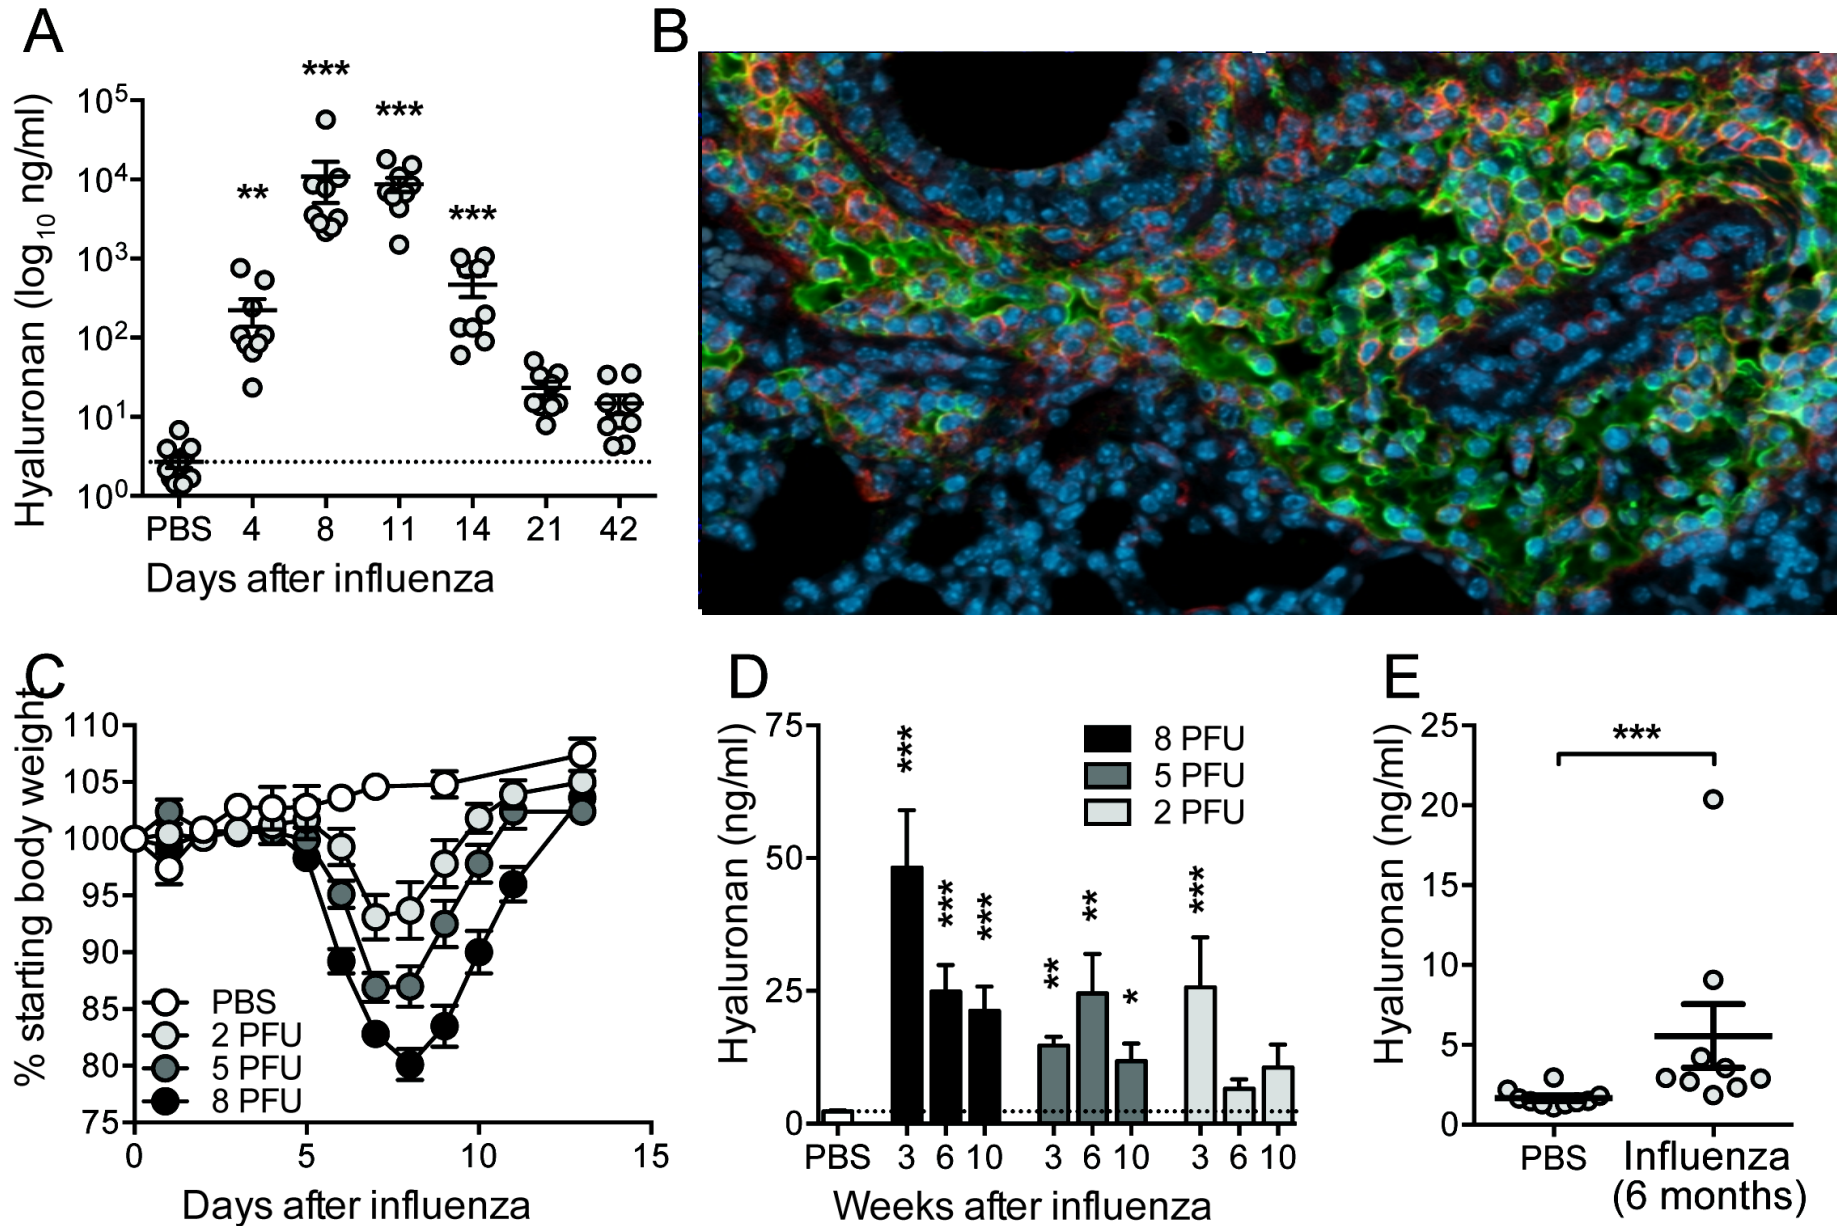 A
Hyaluronan (log10 ng/ml)
10^5
10^4
10^3
10^2
10^1
10^0
**
***
***
***
PBS 4 8 11 14 21 42
Days after influenza
B
C
% starting body weight
110
105
100
95
90
85
80
75
PBS
2 PFU
5 PFU
8 PFU
0 5 10 15
Days after influenza
D
Hyaluronan (ng/ml)
75
50
25
0
8 PFU
5 PFU
2 PFU
***
***
***
**
**
*
***
PBS 3 6 10 3 6 10 3 6 10
Weeks after influenza
E
Hyaluronan (ng/ml)
25
20
15
10
5
0
***
PBS Influenza
(6 months)